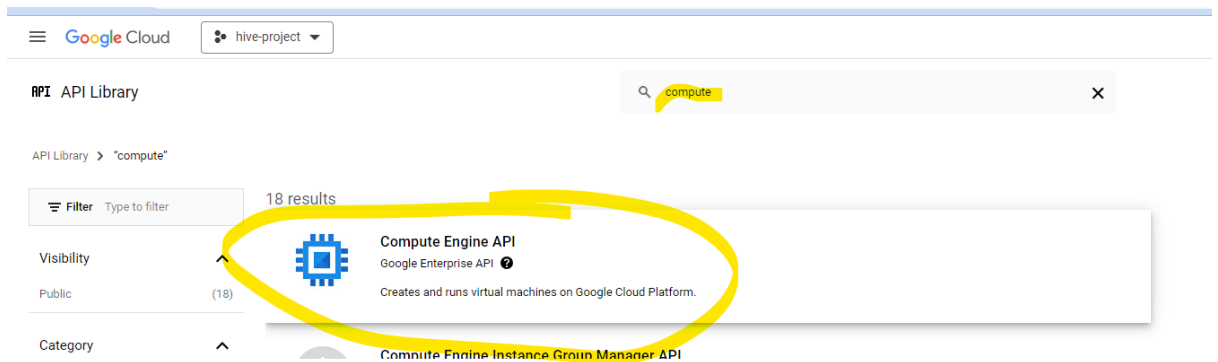 Google Cloud
hive-project
API API Library
compute
API Library > "compute"
18 results
Filter Type to filter
Compute Engine API
Google Enterprise API
Creates and runs virtual machines on Google Cloud Platform.
Visibility
Public (18)
Category
Compute Engine Instance Group Manager API